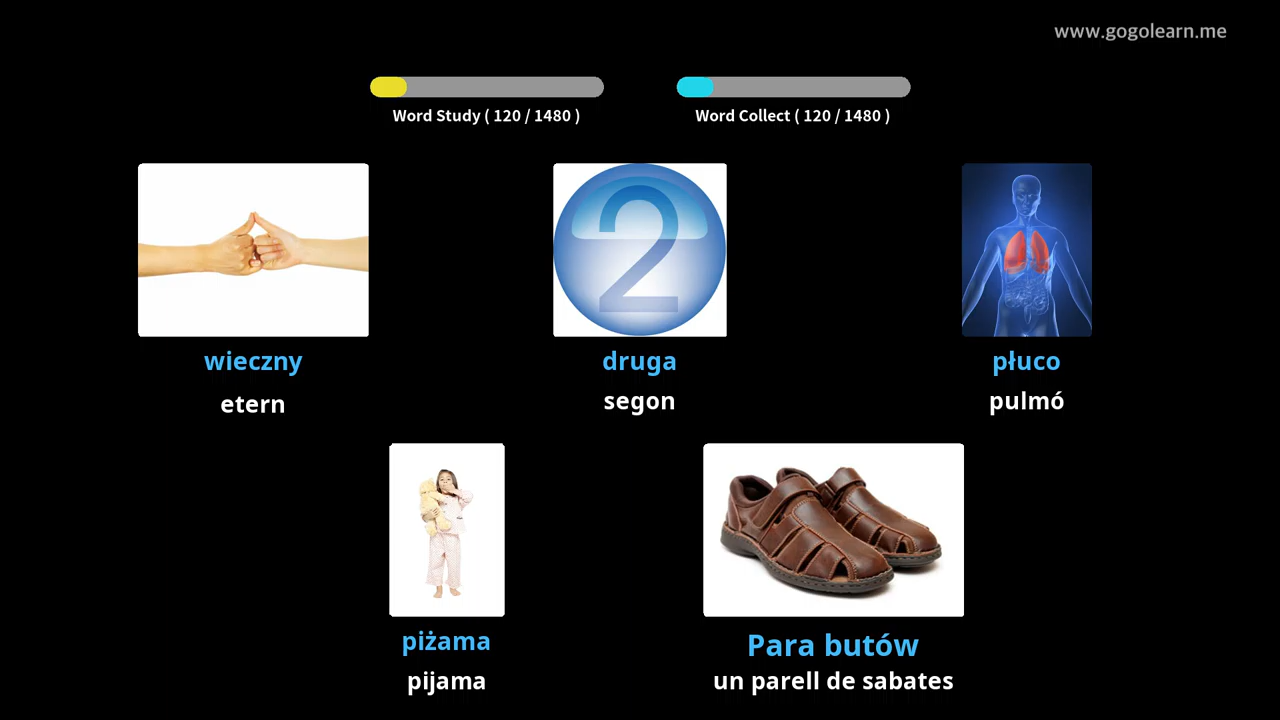 www.gogolearn.me
Word Study ( 120 / 1480 )
Word Collect ( 120 / 1480 )
2
wieczny
druga
płuco
etern
segon
pulmó
piżama
Para butów
pijama
un parell de sabates